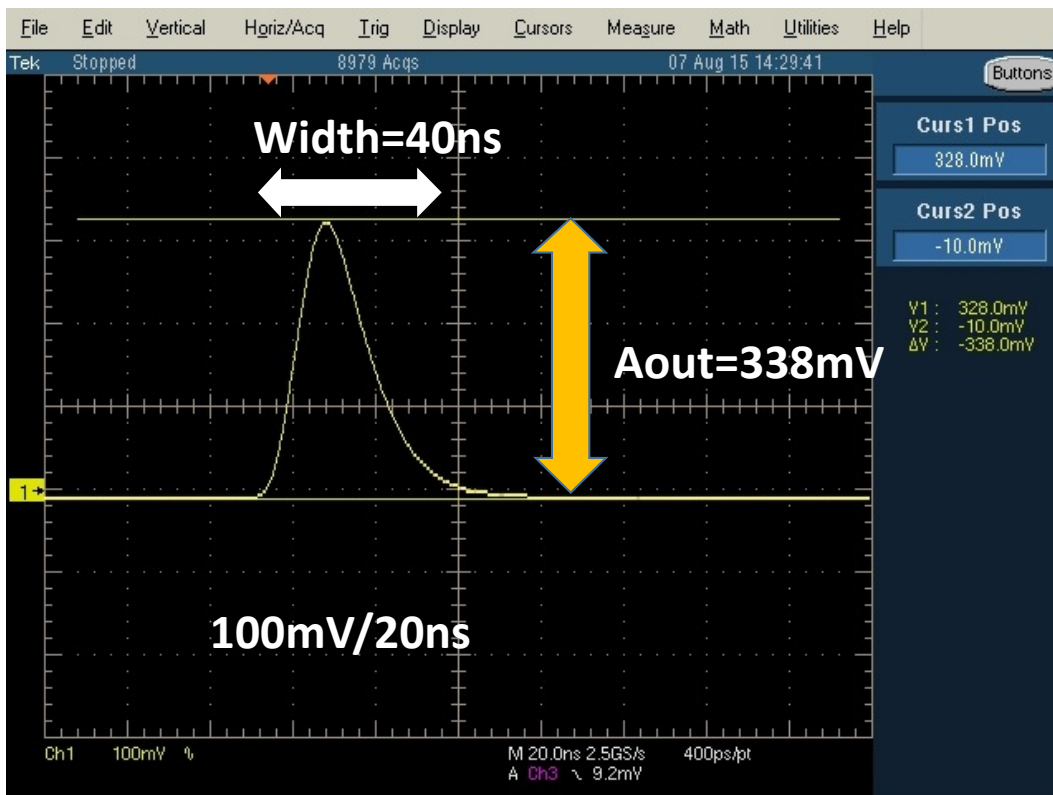 File Edit Vertical Horiz/Acq Trig Display Cursors Measure Math Utilities Help
Tek Stopped 8979 Acqs 07 Aug 15 14:29:41
Buttons
Curs1 Pos
328.0mV
Curs2 Pos
-10.0mV
V1 : 328.0mV
V2 : -10.0mV
ΔV : -338.0mV
Width=40ns
Aout=338mV
1
100mV/20ns
Ch1 100mV
M 20.0ns 2.5GS/s 400ps/pt
A Ch3 \ 9.2mV